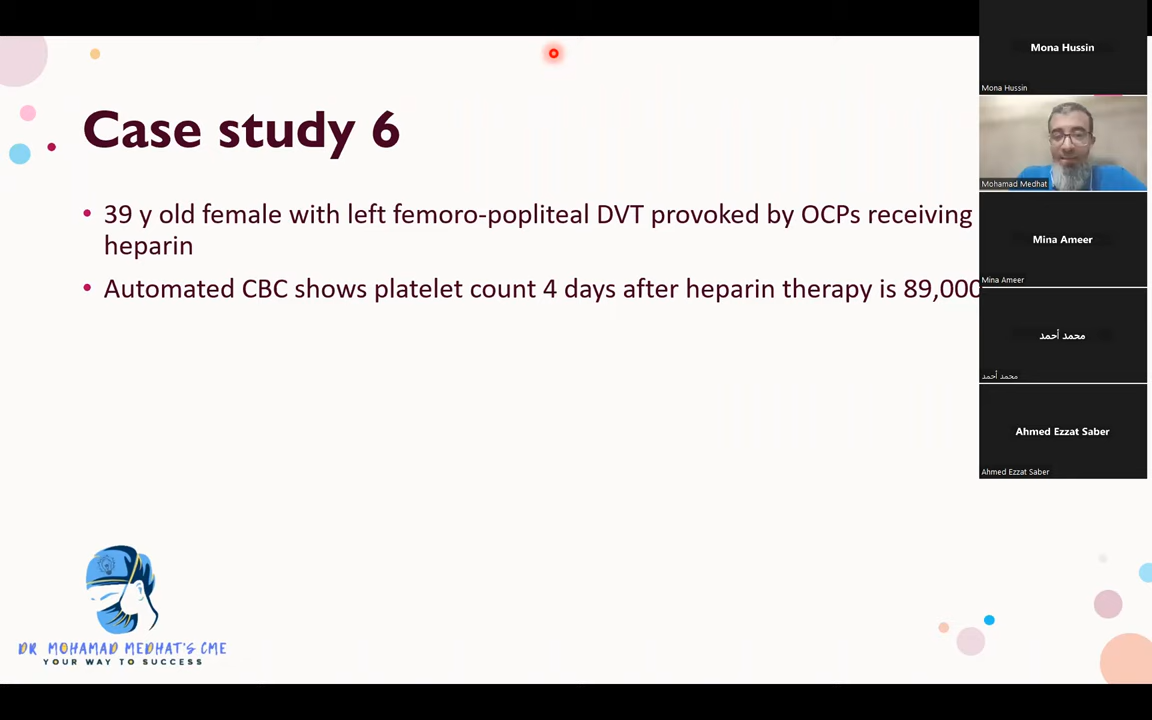 Case study 6
• 39 y old female with left femoro-popliteal DVT provoked by OCPs receiving
heparin
• Automated CBC shows platelet count 4 days after heparin therapy is 89,000
DR MOHAMAD MEDHAT'S CME
YOUR WAY TO SUCCESS
Mona Hussin
Mona Hussin
Mohamad Medhat
Mina Ameer
Mina Ameer
محمد أحمد
محمد أحمد
Ahmed Ezzat Saber
Ahmed Ezzat Saber